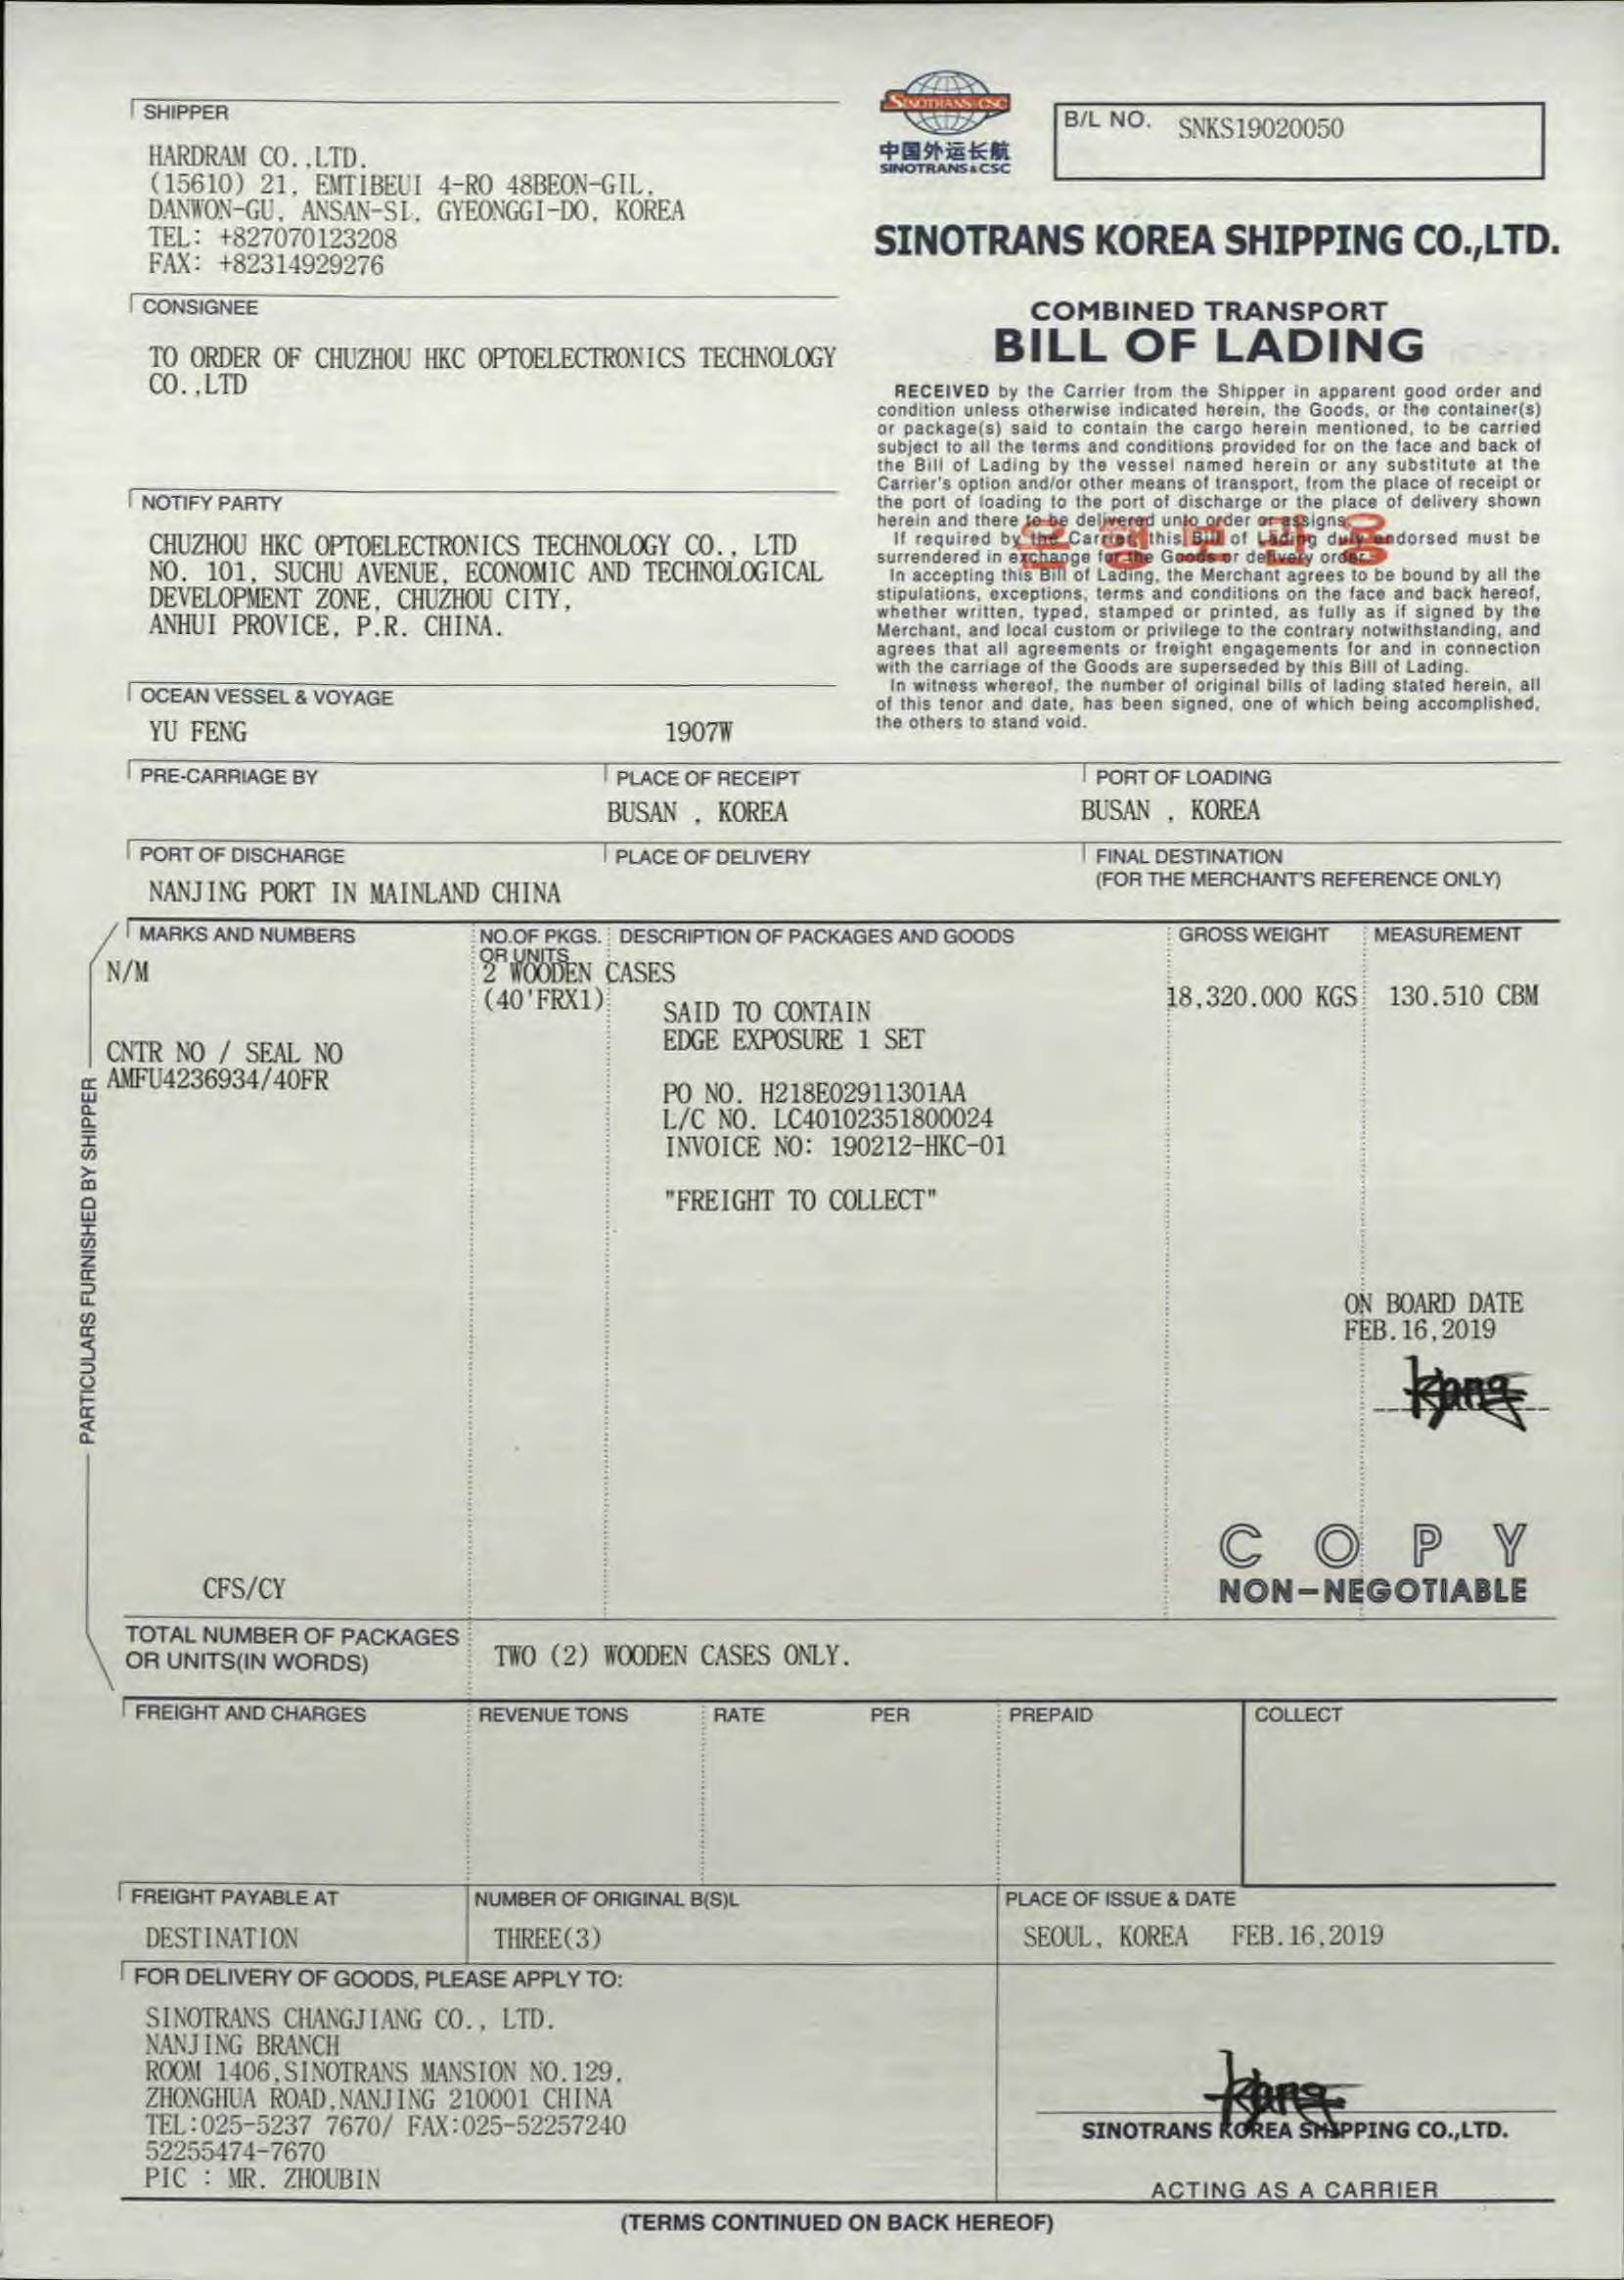 SHIPPER
HARDRAM CO.,LTD.
(15610) 21, EMTIBEUI 4-RO 48BEON-GIL,
DANWON-GU, ANSAN-SI, GYEONGGI-DO, KOREA
TEL: +827070123208
FAX: +82314929276
SINOTRANS CSC
中国外运长航
SINOTRANS&CSC
B/L NO. SNKS19020050
SINOTRANS KOREA SHIPPING CO.,LTD.
CONSIGNEE
TO ORDER OF CHUZHOU HKC OPTOELECTRONICS TECHNOLOGY
CO.,LTD
COMBINED TRANSPORT
BILL OF LADING
RECEIVED by the Carrier from the Shipper in apparent good order and
condition unless otherwise indicated herein, the Goods, or the container(s)
or package(s) said to contain the cargo herein mentioned, to be carried
subject to all the terms and conditions provided for on the face and back of
the Bill of Lading by the vessel named herein or any substitute at the
Carrier's option and/or other means of transport, from the place of receipt or
the port of loading to the port of discharge or the place of delivery shown
herein and there to be delivered unto order or assigns.
If required by the Carrier, this Bill of Lading duly endorsed must be
surrendered in exchange for the Goods or delivery order.
In accepting this Bill of Lading, the Merchant agrees to be bound by all the
stipulations, exceptions, terms and conditions on the face and back hereof,
whether written, typed, stamped or printed, as fully as if signed by the
Merchant, and local custom or privilege to the contrary notwithstanding, and
agrees that all agreements or freight engagements for and in connection
with the carriage of the Goods are superseded by this Bill of Lading.
In witness whereof, the number of original bills of lading stated herein, all
of this tenor and date, has been signed, one of which being accomplished,
the others to stand void.
NOTIFY PARTY
CHUZHOU HKC OPTOELECTRONICS TECHNOLOGY CO., LTD
NO. 101, SUCHU AVENUE, ECONOMIC AND TECHNOLOGICAL
DEVELOPMENT ZONE, CHUZHOU CITY,
ANHUI PROVICE, P.R. CHINA.
OCEAN VESSEL & VOYAGE
YU FENG 1907W
PRE-CARRIAGE BY PLACE OF RECEIPT PORT OF LOADING
BUSAN , KOREA BUSAN , KOREA
PORT OF DISCHARGE PLACE OF DELIVERY FINAL DESTINATION
(FOR THE MERCHANT'S REFERENCE ONLY)
NANJING PORT IN MAINLAND CHINA
PARTICULARS FURNISHED BY SHIPPER
MARKS AND NUMBERS NO.OF PKGS. DESCRIPTION OF PACKAGES AND GOODS GROSS WEIGHT MEASUREMENT
OR UNITS
N/M 2 WOODEN CASES
(40'FRX1) 18,320.000 KGS 130.510 CBM
SAID TO CONTAIN
EDGE EXPOSURE 1 SET
CNTR NO / SEAL NO
AMFU4236934/40FR
PO NO. H218E02911301AA
L/C NO. LC40102351800024
INVOICE NO: 190212-HKC-01
"FREIGHT TO COLLECT"
ON BOARD DATE
FEB.16,2019
Kang
COPY
NON-NEGOTIABLE
CFS/CY
TOTAL NUMBER OF PACKAGES
OR UNITS(IN WORDS)
TWO (2) WOODEN CASES ONLY.
FREIGHT AND CHARGES REVENUE TONS RATE PER PREPAID COLLECT
FREIGHT PAYABLE AT NUMBER OF ORIGINAL B(S)L PLACE OF ISSUE & DATE
DESTINATION THREE(3) SEOUL, KOREA FEB.16,2019
FOR DELIVERY OF GOODS, PLEASE APPLY TO:
SINOTRANS CHANGJIANG CO., LTD.
NANJING BRANCH
ROOM 1406,SINOTRANS MANSION NO.129,
ZHONGHUA ROAD,NANJING 210001 CHINA
TEL:025-5237 7670/ FAX:025-52257240
52255474-7670
PIC : MR. ZHOUBIN
Kang
SINOTRANS KOREA SHIPPING CO.,LTD.
ACTING AS A CARRIER
(TERMS CONTINUED ON BACK HEREOF)